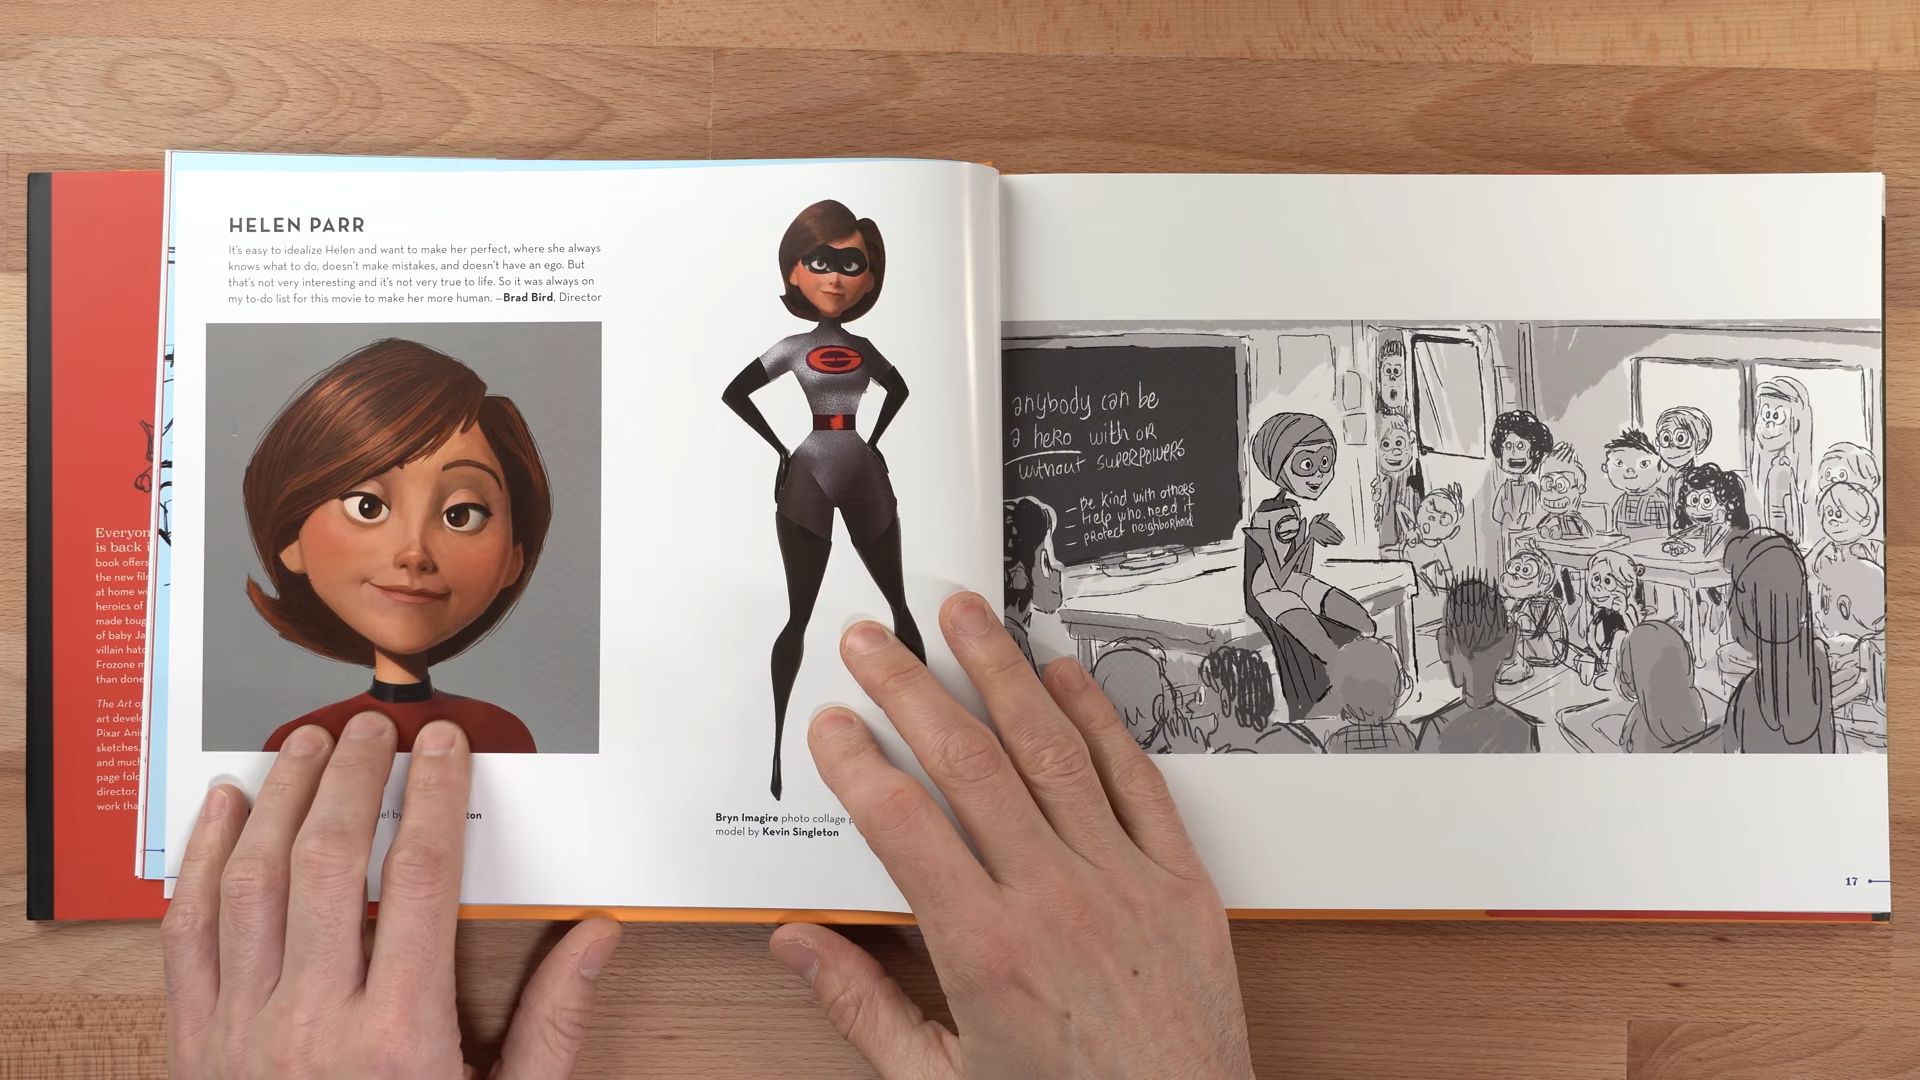 HELEN PARR
It's easy to idealize Helen and want to make her perfect, where she always
knows what to do, doesn't make mistakes, and doesn't have an ego. But
that's not very interesting and it's not very true to life. So it was always on
my to-do list for this movie to make her more human. —Brad Bird, Director
Everyon
is back i
book offers
the new fil
at home w
heroics of
made toug
of baby Ja
villain hat
Frozone m
than done
The Art o
art develo
Pixar Ani
sketches,
and much
page fol
director,
work tha
el by
ton
Bryn Imagire photo collage p
model by Kevin Singleton
anybody can be
a hero with or
without superpowers
- Be kind with others
- Help who need it
- protect neighborhood
17